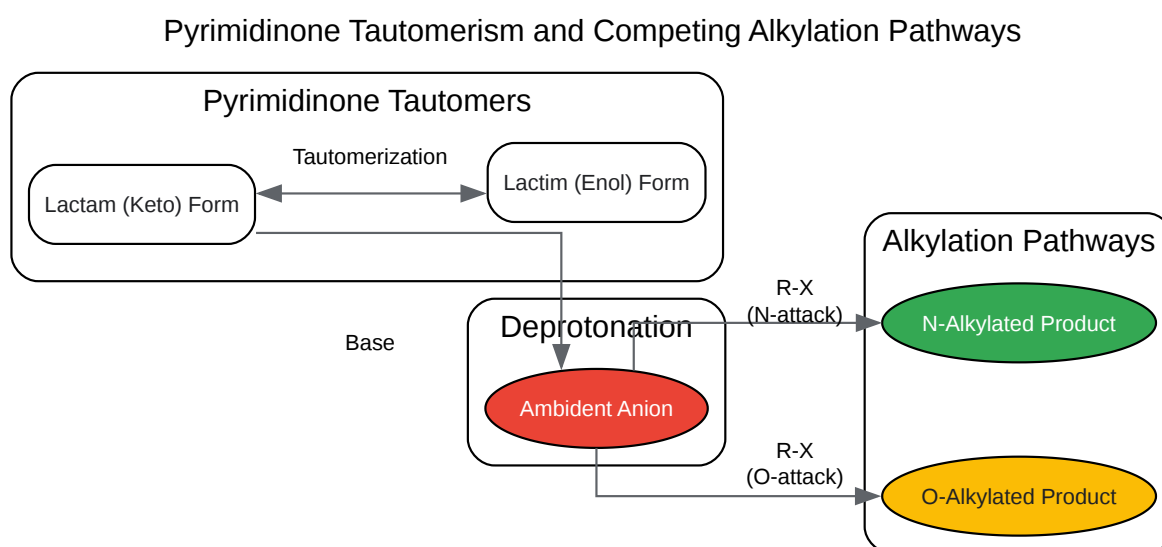 Pyrimidinone Tautomerism and Competing Alkylation Pathways
Pyrimidinone Tautomers
Tautomerization
Lactam (Keto) Form
Lactim (Enol) Form
Alkylation Pathways
R-X
(N-attack)
N-Alkylated Product
Deprotonation
Base
Ambident Anion
R-X
(O-attack)
O-Alkylated Product